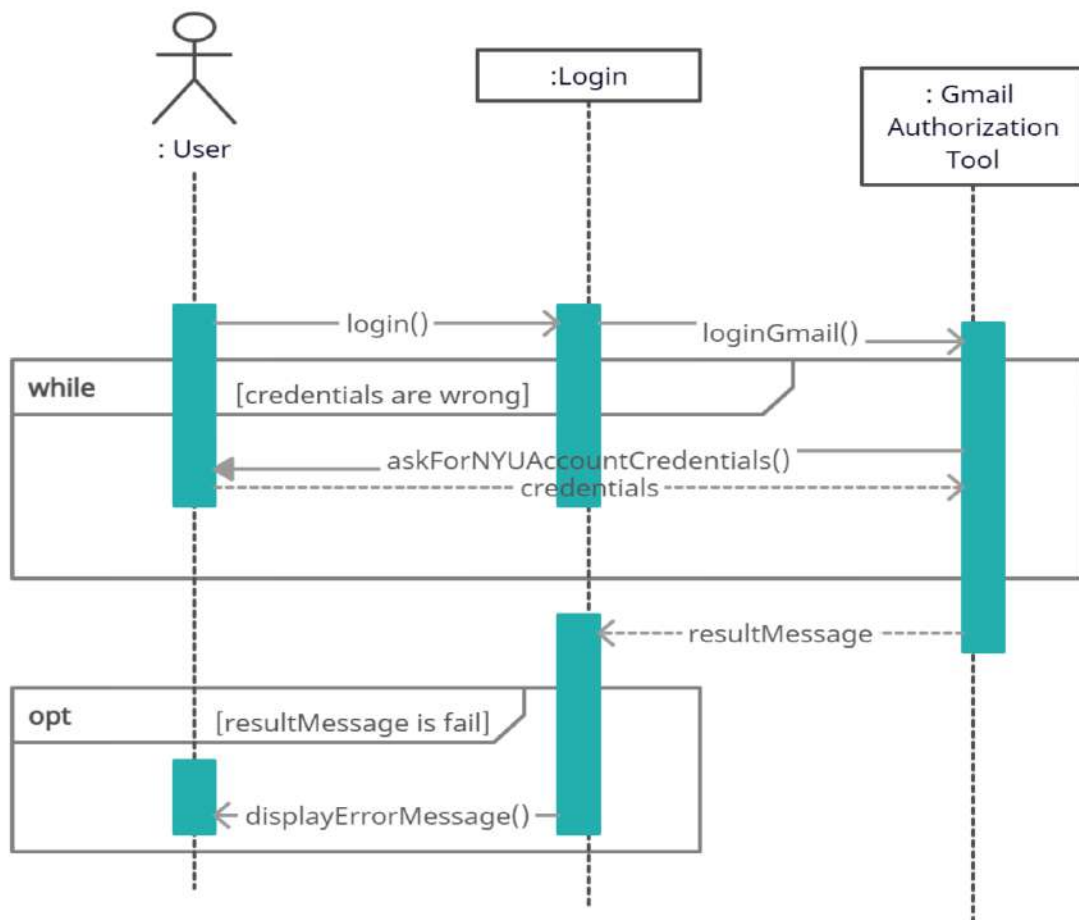 : User
:Login
: Gmail
Authorization
Tool
login()
loginGmail()
while
[credentials are wrong]
askForNYUAccountCredentials()
credentials
resultMessage
opt
[resultMessage is fail]
displayErrorMessage()